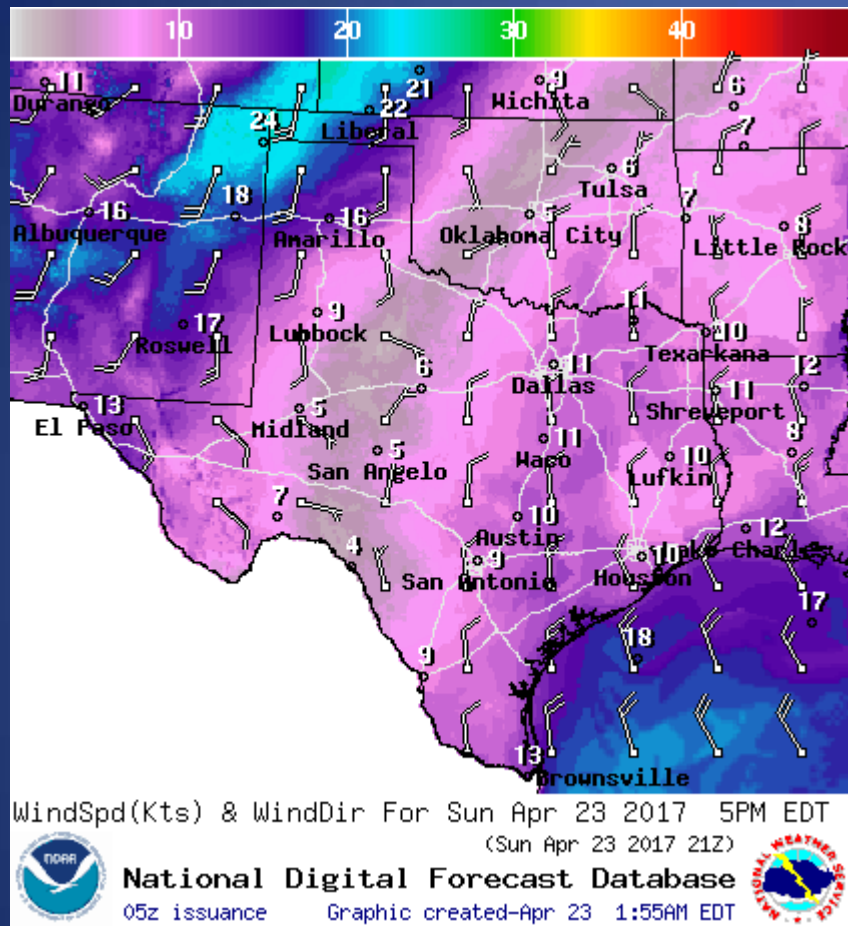 10 20 30 40
11 21 9 6
Durango Wichita
22
Liberal
24 7
6
Tulsa
16 18 16 5 7 8
Albuquerque Amarillo Oklahoma City Little Rock
17 9 11 10
Roswell Lubbock Texarkana
6 11 12
Dallas 11
13 5 Shreveport
El Paso Midland
5 11 10 8
San Angelo Waco Lufkin
7 10 12
Austin
4 9 10 Lake Charles
San Antonio Houston
17
18
9
13
Brownsville
WindSpd(Kts) & WindDir For Sun Apr 23 2017 5PM EDT
(Sun Apr 23 2017 21Z)
NOAA
National Digital Forecast Database
05z issuance Graphic created-Apr 23 1:55AM EDT
NATIONAL WEATHER SERVICE